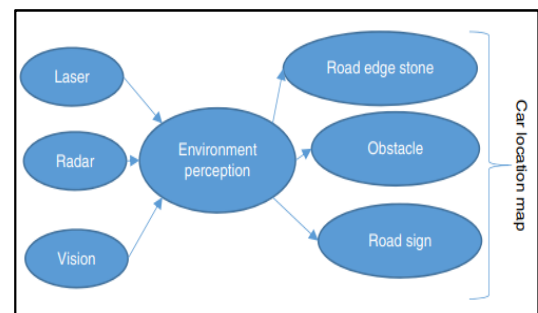 Laser
Radar
Vision
Environment
perception
Road edge stone
Obstacle
Road sign
Car location map